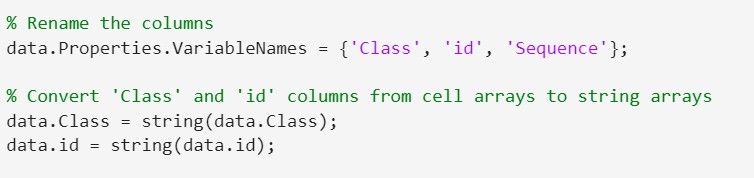 % Rename the columns
data.Properties.VariableNames = {'Class', 'id', 'Sequence'};
% Convert 'Class' and 'id' columns from cell arrays to string arrays
data.Class = string(data.Class);
data.id = string(data.id);